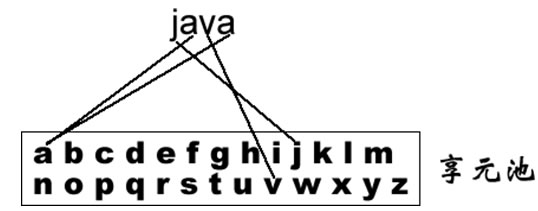 java
a b c d e f g h i j k l m
n o p q r s t u v w x y z
享元池